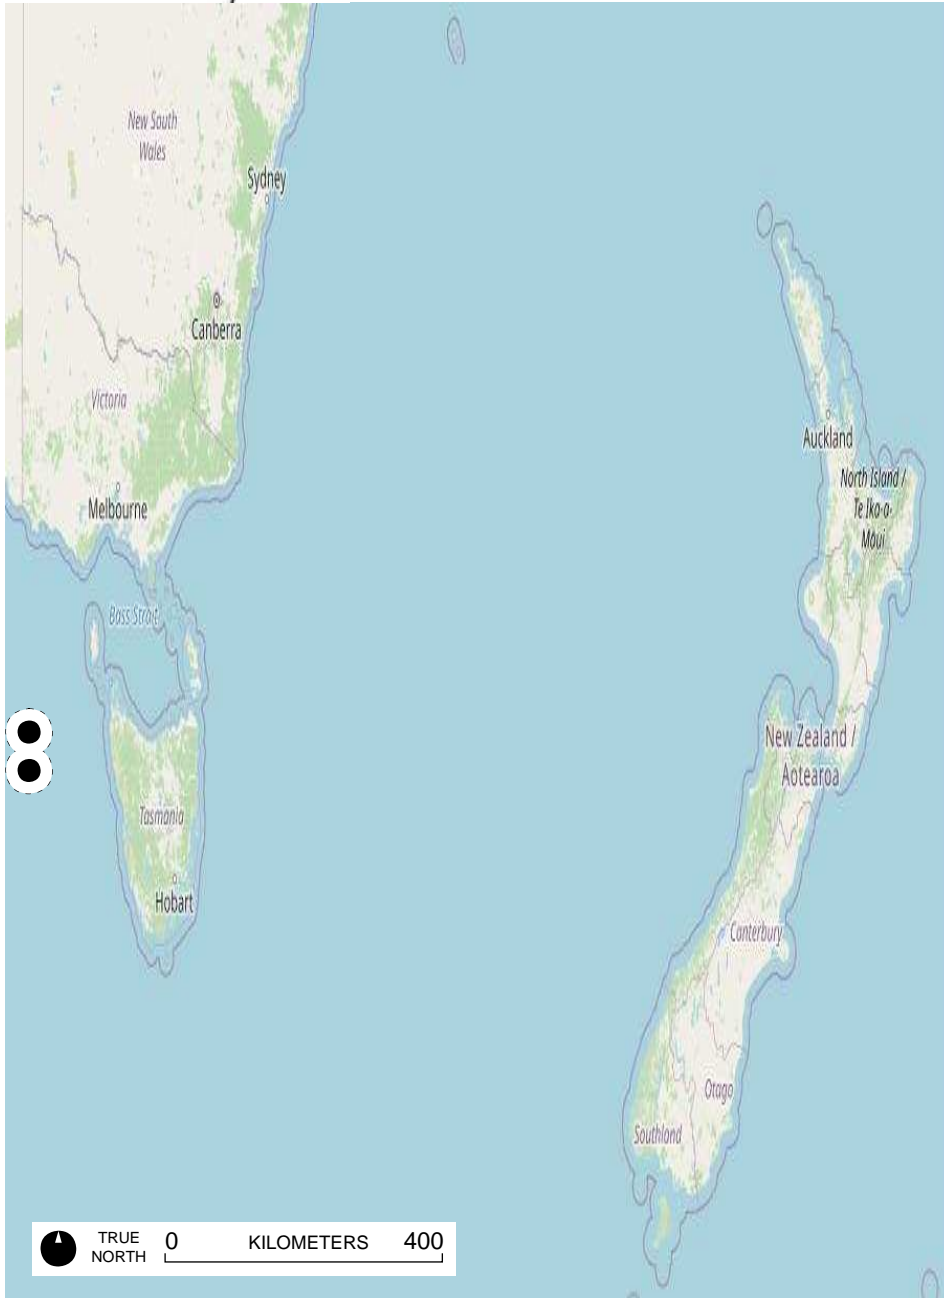 New South
Wales
Sydney
Canberra
Victoria
Melbourne
Bass Strait
Tasmania
Hobart
Auckland
North Island /
Te Ika-a-
Māui
New Zealand /
Aotearoa
Canterbury
Otago
Southland
TRUE
NORTH
0 KILOMETERS 400